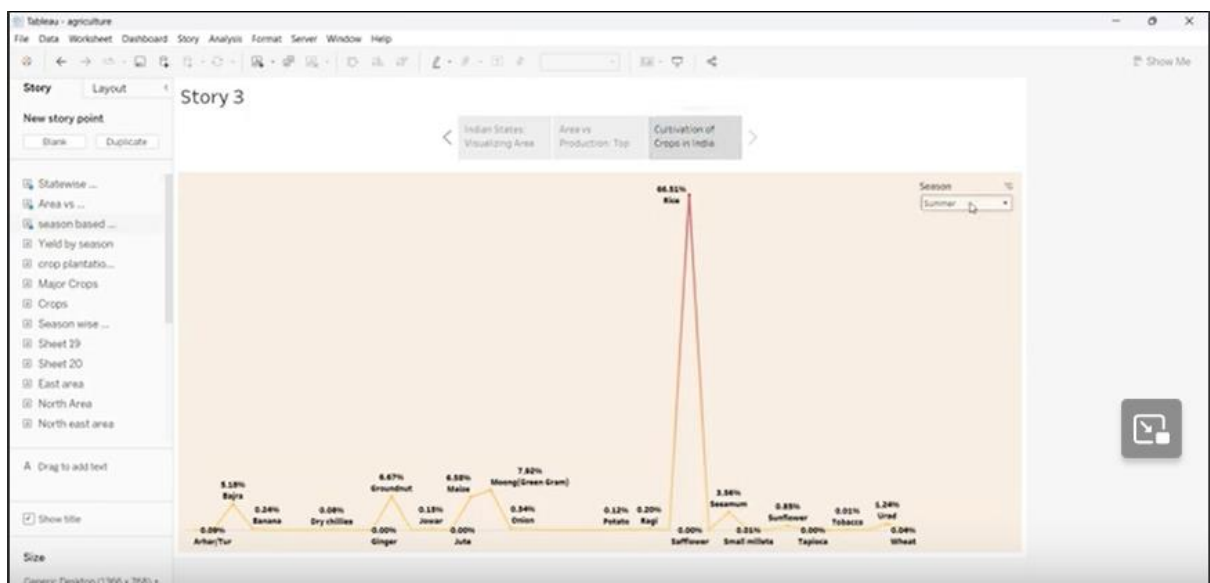 Tableau - agriculture
File Data Worksheet Dashboard Story Analysis Format Server Window Help
Show Me
Story Layout
Story 3
New story point
Blank Duplicate
Indian States: Area vs Cultivation of
Visualizing Area Production: Top Crops in India
Statewise ...
Area vs ...
season based ...
Yield by season
crop plantatio...
Major Crops
Crops
Season wise ...
Sheet 19
Sheet 20
East area
North Area
North east area
A Drag to add text
Show title
Size
Generic Desktop (1366 x 768)
Season
Summer
66.51%
Rice
5.18%
Bajra
0.24%
Banana
0.08%
Dry chillies
6.67%
Groundnut
0.15%
Jowar
6.58%
Maize
7.92%
Moong(Green Gram)
0.34%
Onion
0.12%
Potato
0.20%
Ragi
3.56%
Sesamum
0.85%
Sunflower
0.01%
Tobacco
1.24%
Urad
0.09%
Arhar/Tur
0.00%
Ginger
0.00%
Jute
0.00%
Safflower
0.31%
Small millets
0.00%
Tapioca
0.04%
Wheat